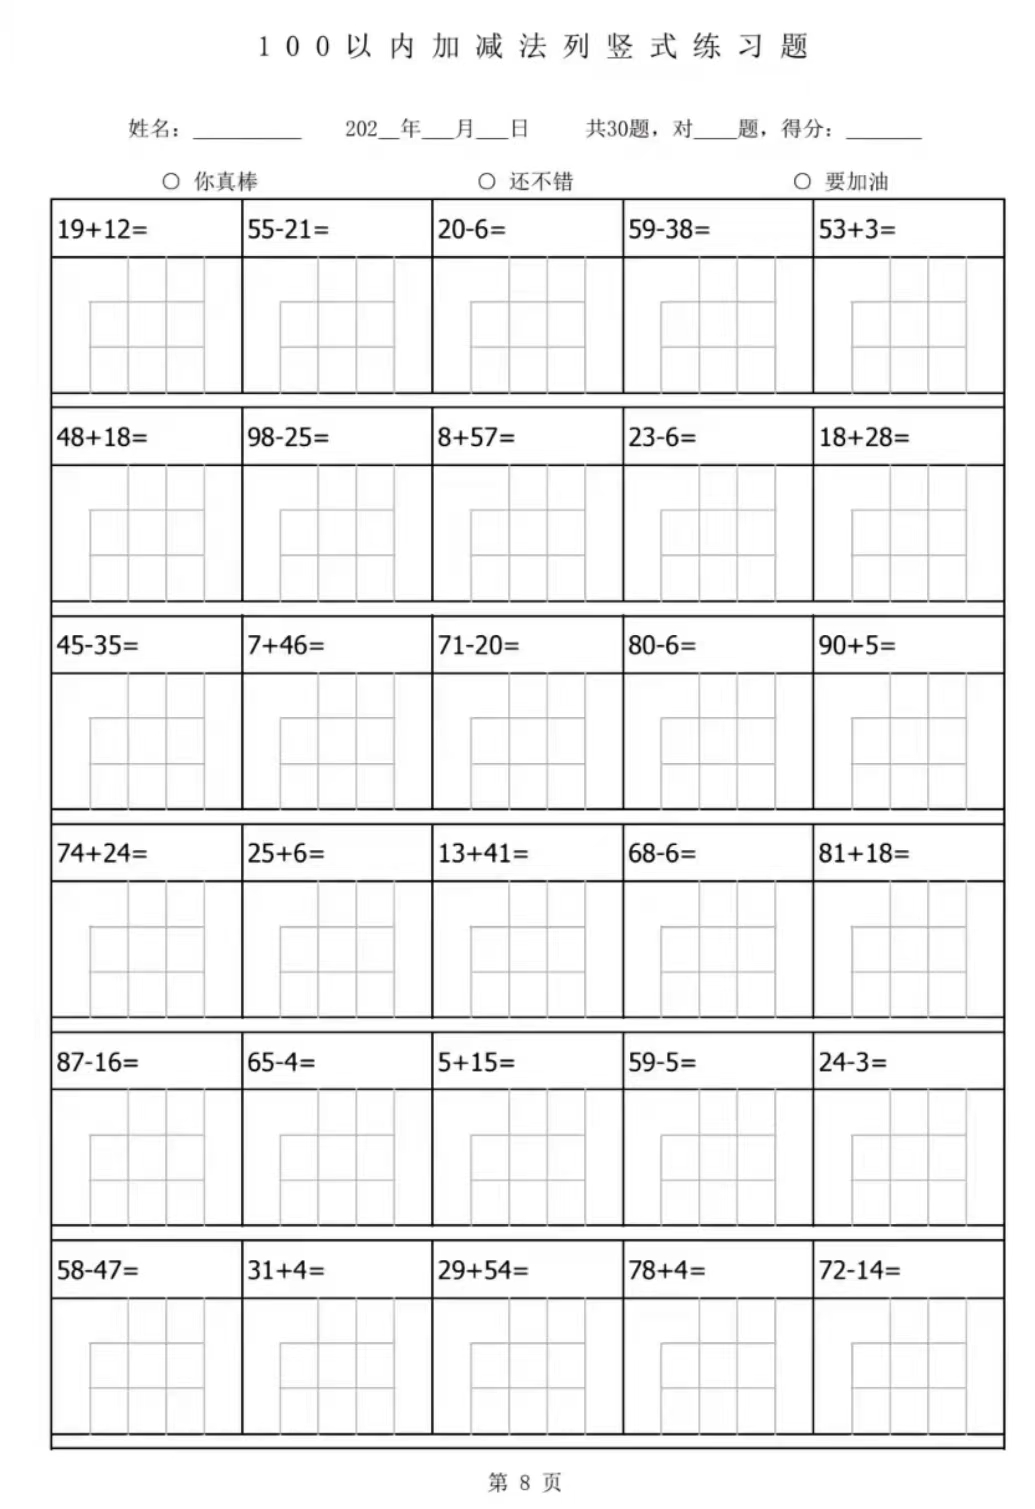 100以内加减法列竖式练习题
姓名：__________ 202__年___月___日 共30题，对____题，得分：_______
○ 你真棒 ○ 还不错 ○ 要加油
19+12= 55-21= 20-6= 59-38= 53+3=
48+18= 98-25= 8+57= 23-6= 18+28=
45-35= 7+46= 71-20= 80-6= 90+5=
74+24= 25+6= 13+41= 68-6= 81+18=
87-16= 65-4= 5+15= 59-5= 24-3=
58-47= 31+4= 29+54= 78+4= 72-14=
第 8 页